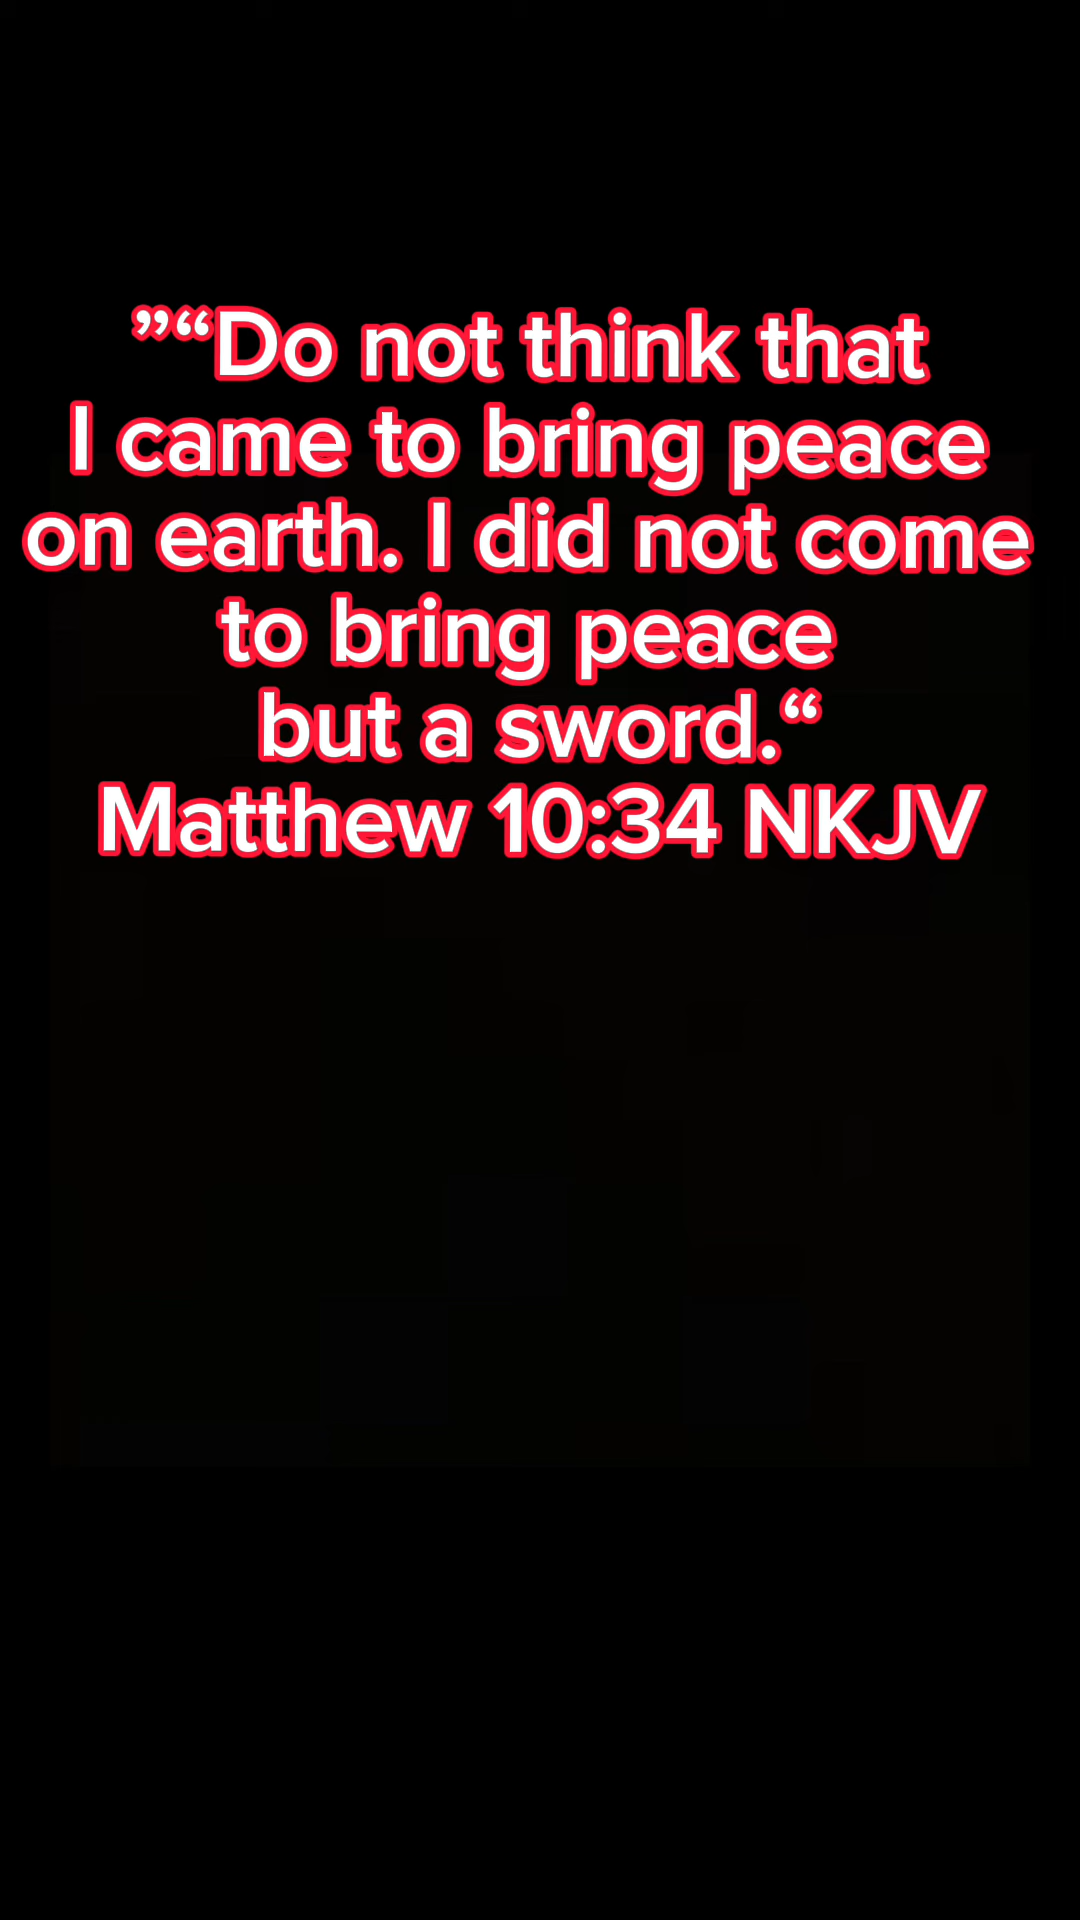 ”“Do not think that
I came to bring peace
on earth. I did not come
to bring peace
but a sword.“
Matthew 10:34 NKJV